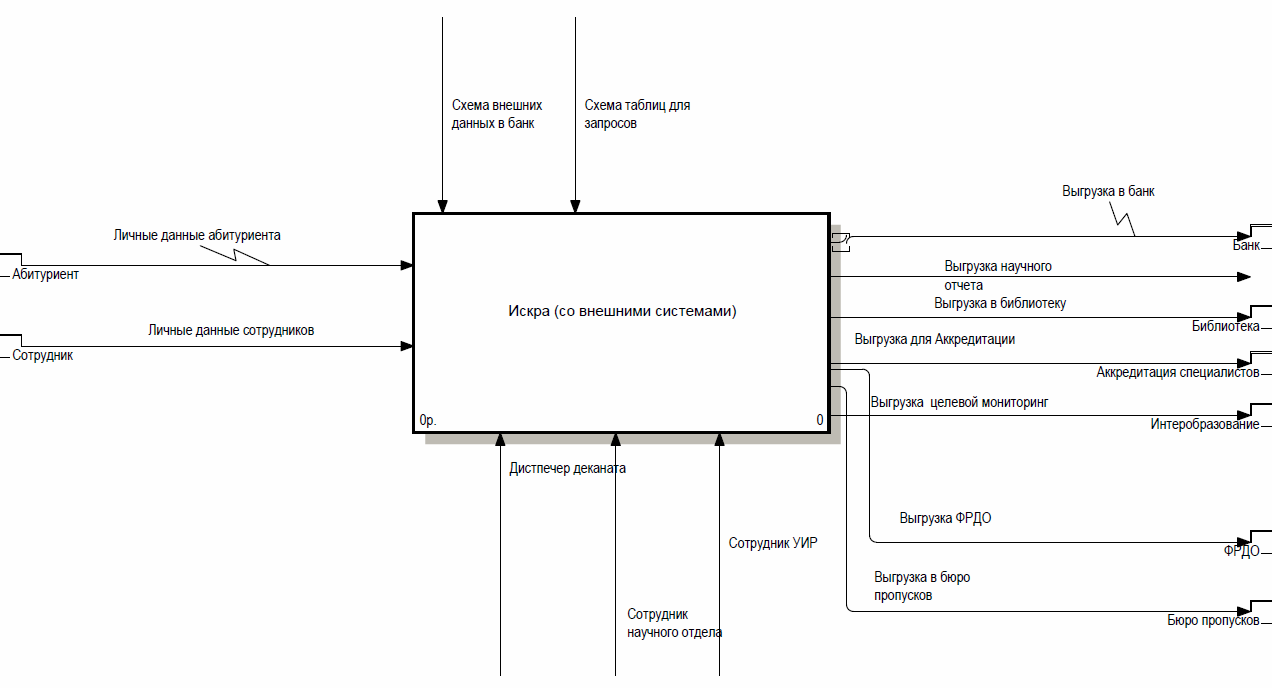 Схема внешних
данных в банк
Схема таблиц для
запросов
Выгрузка в банк
Личные данные абитуриента
Банк
Абитуриент
Выгрузка научного
отчета
Выгрузка в библиотеку
Искра (со внешними системами)
Личные данные сотрудников
Библиотека
Сотрудник
Выгрузка для Аккредитации
Аккредитация специалистов
Выгрузка целевой мониторинг
0р.
0
Интеробразование
Дистпечер деканата
Выгрузка ФРДО
Сотрудник УИР
ФРДО
Выгрузка в бюро
пропусков
Сотрудник
научного отдела
Бюро пропусков